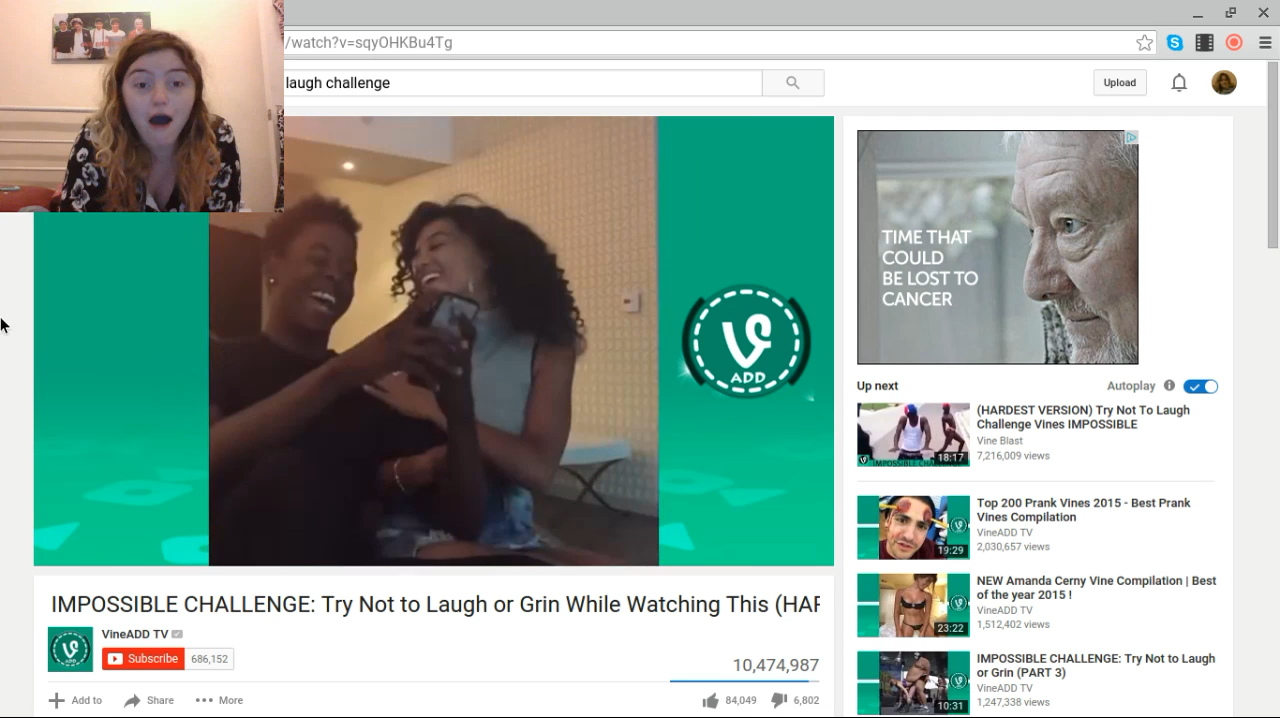 /watch?v=sqyOHKBu4Tg
laugh challenge
Upload
ADD
TIME THAT
COULD
BE LOST TO
CANCER
Up next
Autoplay
(HARDEST VERSION) Try Not To Laugh
Challenge Vines IMPOSSIBLE
Vine Blast
7,216,009 views
18:17
IMPOSSIBLE CHALLENGE
Top 200 Prank Vines 2015 - Best Prank
Vines Compilation
VineADD TV
2,030,657 views
19:29
NEW Amanda Cerny Vine Compilation | Best
of the year 2015 !
VineADD TV
1,512,402 views
23:22
IMPOSSIBLE CHALLENGE: Try Not to Laugh
or Grin (PART 3)
VineADD TV
1,247,338 views
10:31
IMPOSSIBLE CHALLENGE: Try Not to Laugh or Grin While Watching This (HAR
VineADD TV
ADD
Subscribe 686,152
10,474,987
Add to Share More
84,049 6,802